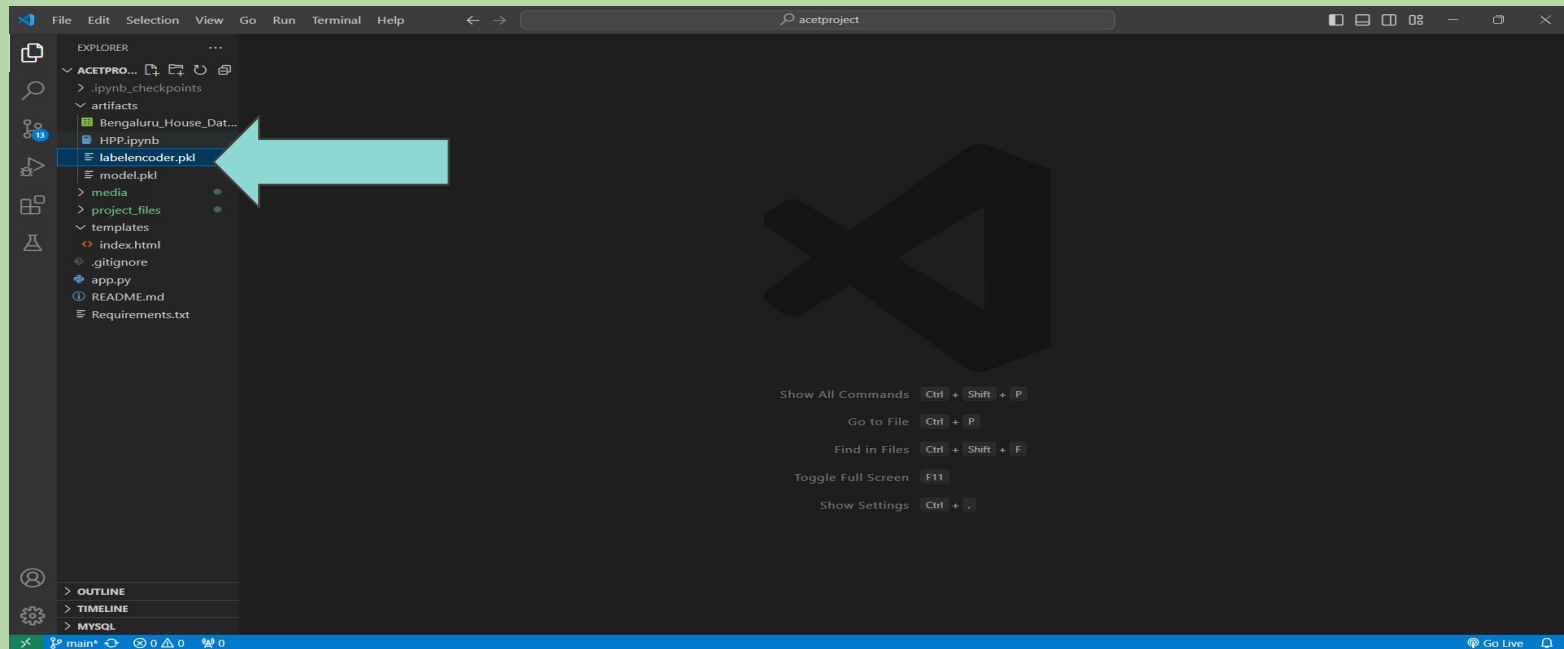 File Edit Selection View Go Run Terminal Help
acetproject
EXPLORER
ACETPRO...
.ipynb_checkpoints
artifacts
Bengaluru_House_Dat...
HPP.ipynb
labelencoder.pkl
model.pkl
media
project_files
templates
index.html
.gitignore
app.py
README.md
Requirements.txt
13
Show All Commands Ctrl + Shift + P
Go to File Ctrl + P
Find in Files Ctrl + Shift + F
Toggle Full Screen F11
Show Settings Ctrl + ,
OUTLINE
TIMELINE
MYSQL
main* 0 0 0 Go Live